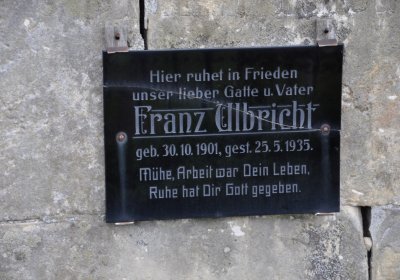 Hier ruhet in Frieden
unser lieber Gatte u. Vater
Franz Ulbricht
geb. 30. 10. 1901, gest. 25. 5. 1935.
Mühe, Arbeit war Dein Leben,
Ruhe hat Dir Gott gegeben.